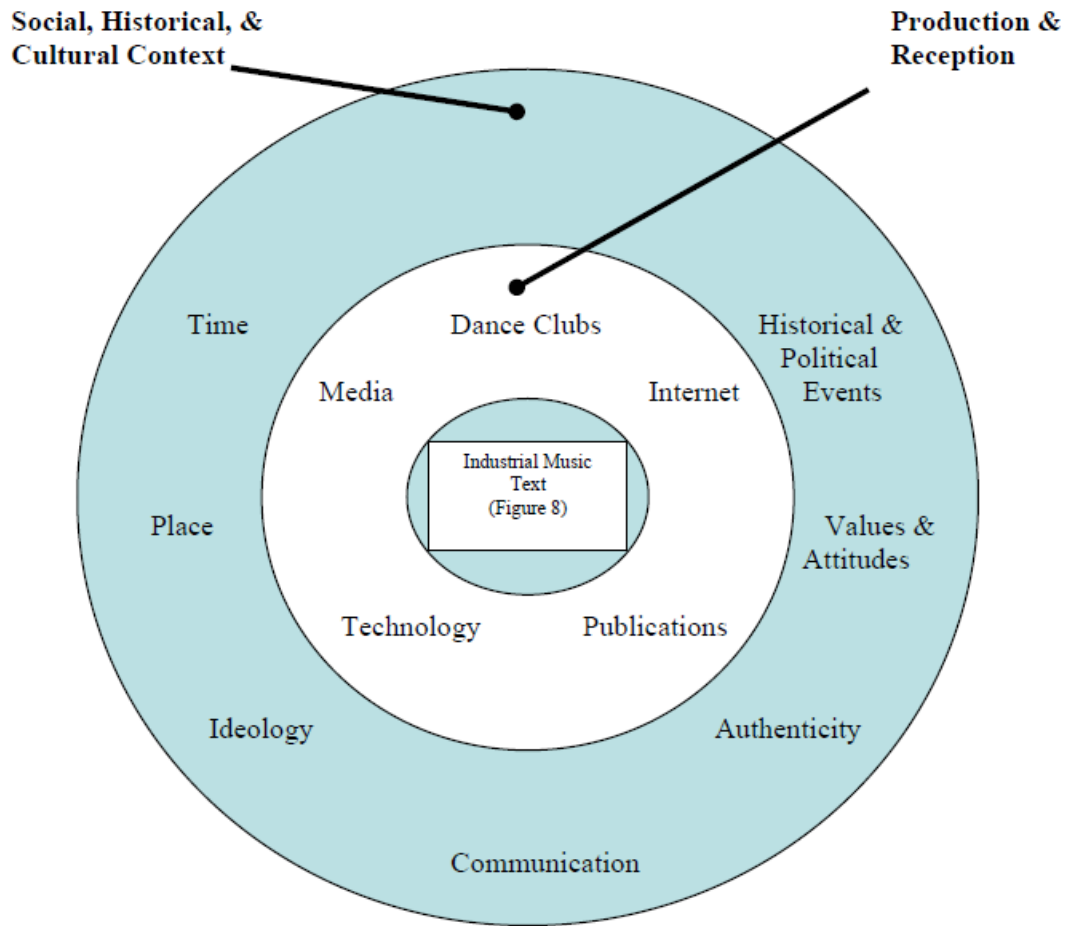 Social, Historical, &
Cultural Context
Production &
Reception
Time
Dance Clubs
Historical &
Political
Events
Media
Internet
Industrial Music
Text
(Figure 8)
Place
Values &
Attitudes
Technology
Publications
Ideology
Authenticity
Communication